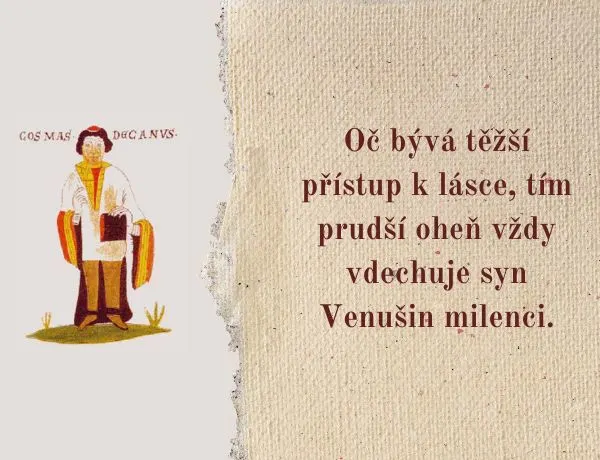 COSMAS · DECANVS ·
Oč bývá těžší
přístup k lásce, tím
prudší oheň vždy
vdechuje syn
Venušin milenci.